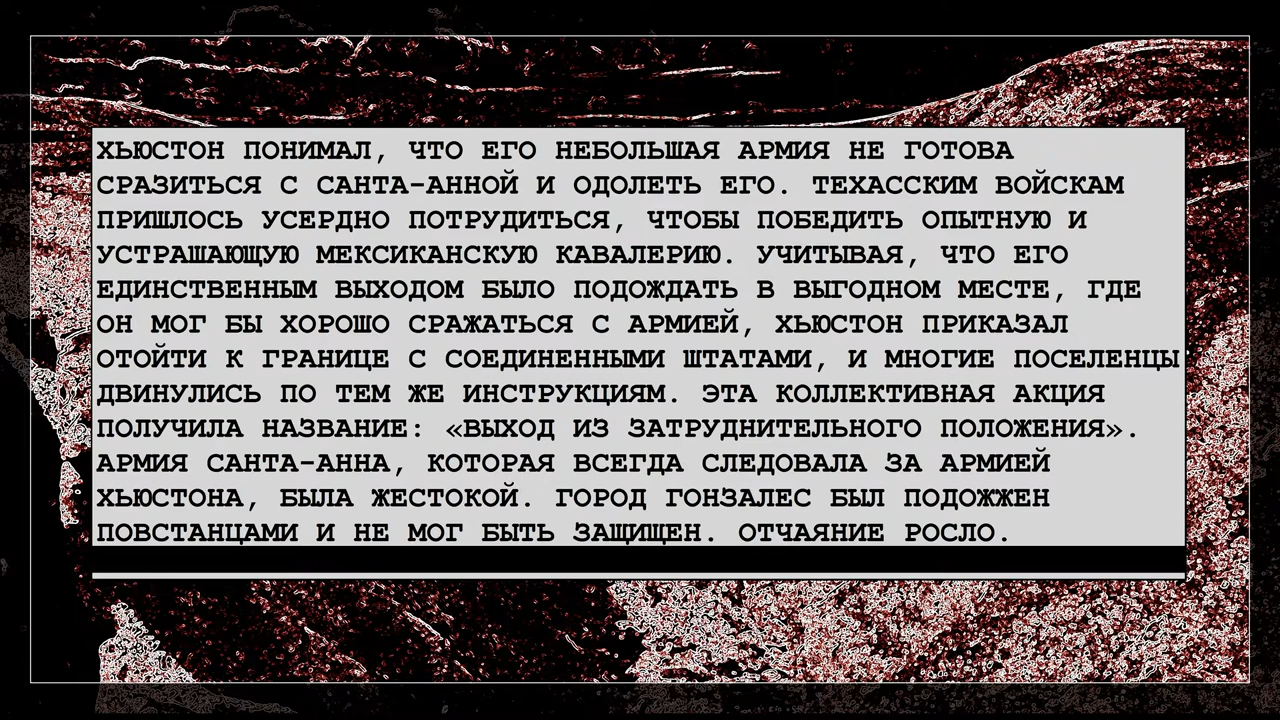 ХЬЮСТОН ПОНИМАЛ, ЧТО ЕГО НЕБОЛЬШАЯ АРМИЯ НЕ ГОТОВА
СРАЗИТЬСЯ С САНТА-АННОЙ И ОДОЛЕТЬ ЕГО. ТЕХАССКИМ ВОЙСКАМ
ПРИШЛОСЬ УСЕРДНО ПОТРУДИТЬСЯ, ЧТОБЫ ПОБЕДИТЬ ОПЫТНУЮ И
УСТРАШАЮЩУЮ МЕКСИКАНСКУЮ КАВАЛЕРИЮ. УЧИТЫВАЯ, ЧТО ЕГО
ЕДИНСТВЕННЫМ ВЫХОДОМ БЫЛО ПОДОЖДАТЬ В ВЫГОДНОМ МЕСТЕ, ГДЕ
ОН МОГ БЫ ХОРОШО СРАЖАТЬСЯ С АРМИЕЙ, ХЬЮСТОН ПРИКАЗАЛ
ОТОЙТИ К ГРАНИЦЕ С СОЕДИНЕННЫМИ ШТАТАМИ, И МНОГИЕ ПОСЕЛЕНЦЫ
ДВИНУЛИСЬ ПО ТЕМ ЖЕ ИНСТРУКЦИЯМ. ЭТА КОЛЛЕКТИВНАЯ АКЦИЯ
ПОЛУЧИЛА НАЗВАНИЕ: «ВЫХОД ИЗ ЗАТРУДНИТЕЛЬНОГО ПОЛОЖЕНИЯ».
АРМИЯ САНТА-АННА, КОТОРАЯ ВСЕГДА СЛЕДОВАЛА ЗА АРМИЕЙ
ХЬЮСТОНА, БЫЛА ЖЕСТОКОЙ. ГОРОД ГОНЗАЛЕС БЫЛ ПОДОЖЖЕН
ПОВСТАНЦАМИ И НЕ МОГ БЫТЬ ЗАЩИЩЕН. ОТЧАЯНИЕ РОСЛО.